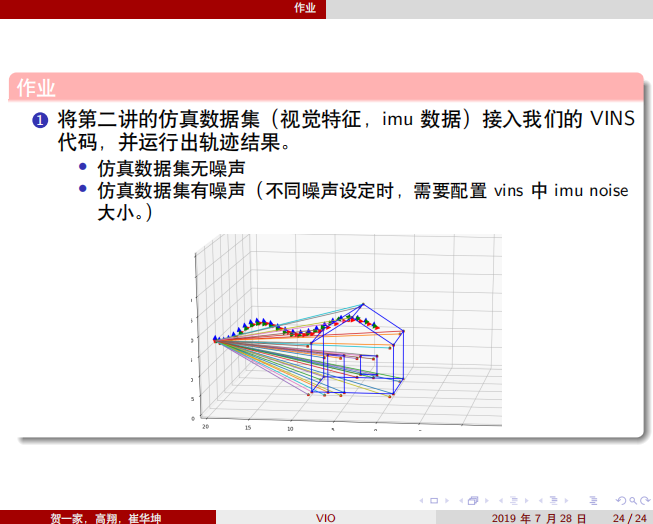 作业
作业
1 将第二讲的仿真数据集（视觉特征，imu 数据）接入我们的 VINS
代码，并运行出轨迹结果。
• 仿真数据集无噪声
• 仿真数据集有噪声（不同噪声设定时，需要配置 vins 中 imu noise
大小。）
5
0
20 15 10 5 0
贺一家，高翔，崔华坤 VIO 2019 年 7 月 28 日 24 / 24